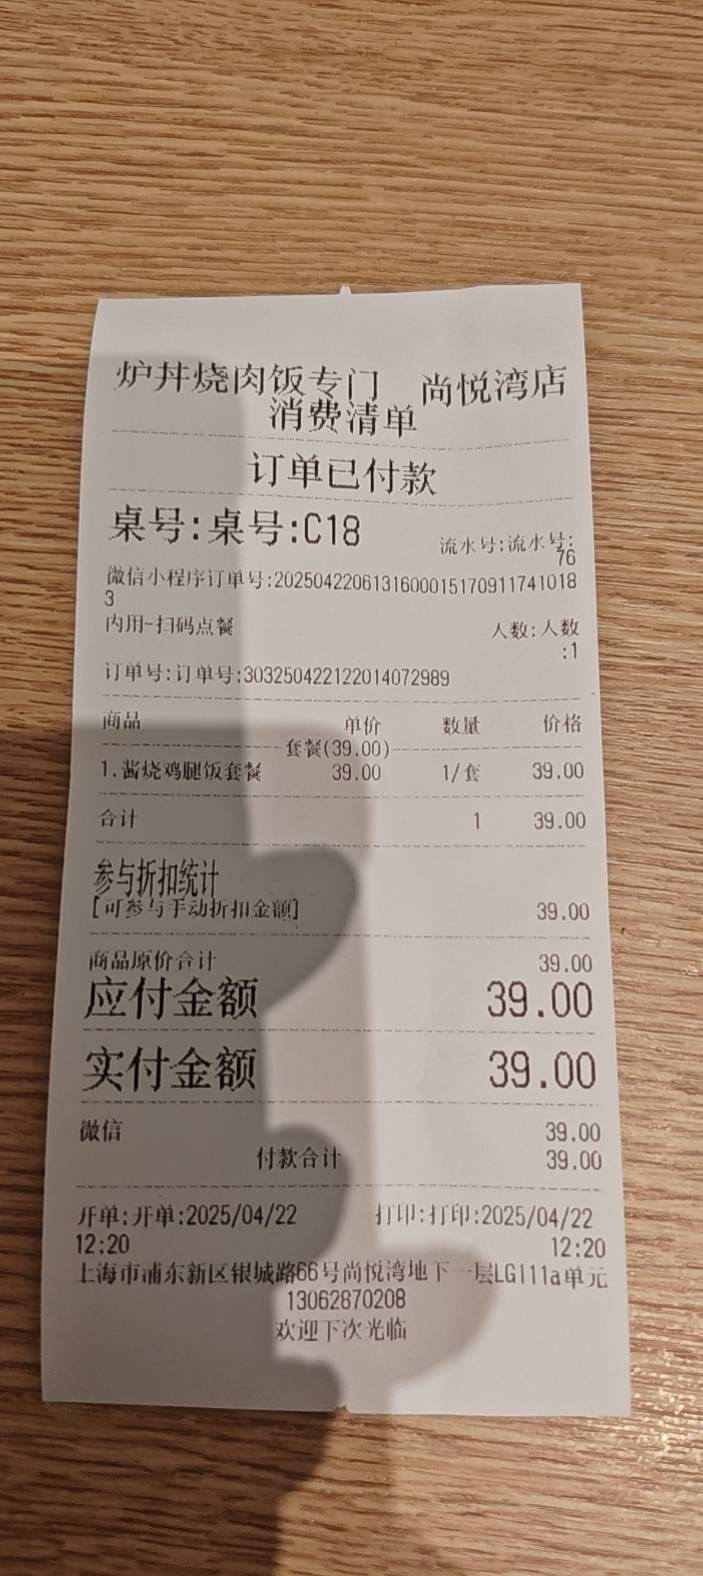 炉丼烧肉饭专门 尚悦湾店
消费清单
订单已付款
桌号:桌号:C18 流水号:流水号:
76
微信小程序订单号:2025042206131600015170911741018
3
内用-扫码点餐 人数:人数
:1
订单号:订单号:303250422122014072989
商品 单价 数量 价格
套餐(39.00)
1.酱烧鸡腿饭套餐 39.00 1/套 39.00
合计 1 39.00
参与折扣统计
[可参与手动折扣金额] 39.00
商品原价合计 39.00
应付金额 39.00
实付金额 39.00
微信 39.00
付款合计 39.00
开单:开单:2025/04/22 打印:打印:2025/04/22
12:20 12:20
上海市浦东新区银城路66号尚悦湾地下一层LG111a单元
13062870208
欢迎下次光临